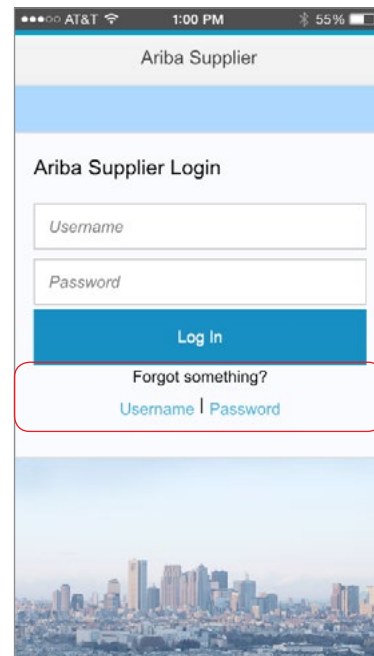 AT&T 1:00 PM 55%
Ariba Supplier
Ariba Supplier Login
Username
Password
Log In
Forgot something?
Username | Password